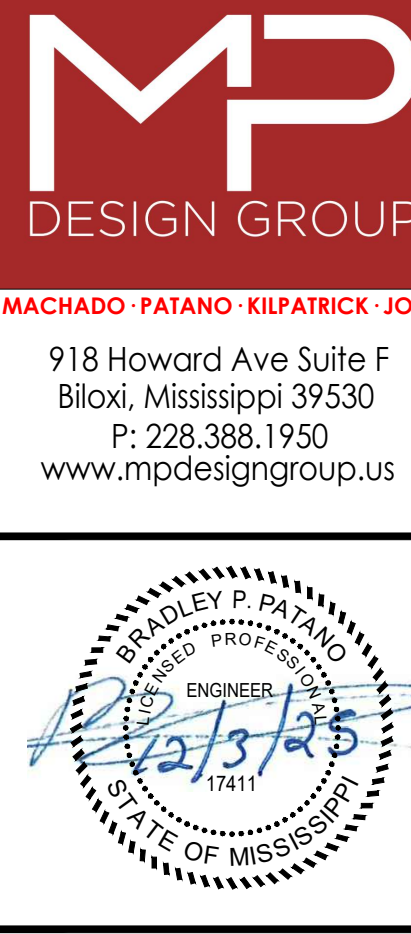 MP
DESIGN GROUP
MACHADO · PATANO · KILPATRICK · JO
918 Howard Ave Suite F
Biloxi, Mississippi 39530
P: 228.388.1950
www.mpdesigngroup.us
BRADLEY P. PATANO
LICENSED PROFESSIONAL
ENGINEER
12/3/25
17411
STATE OF MISSISSIPPI